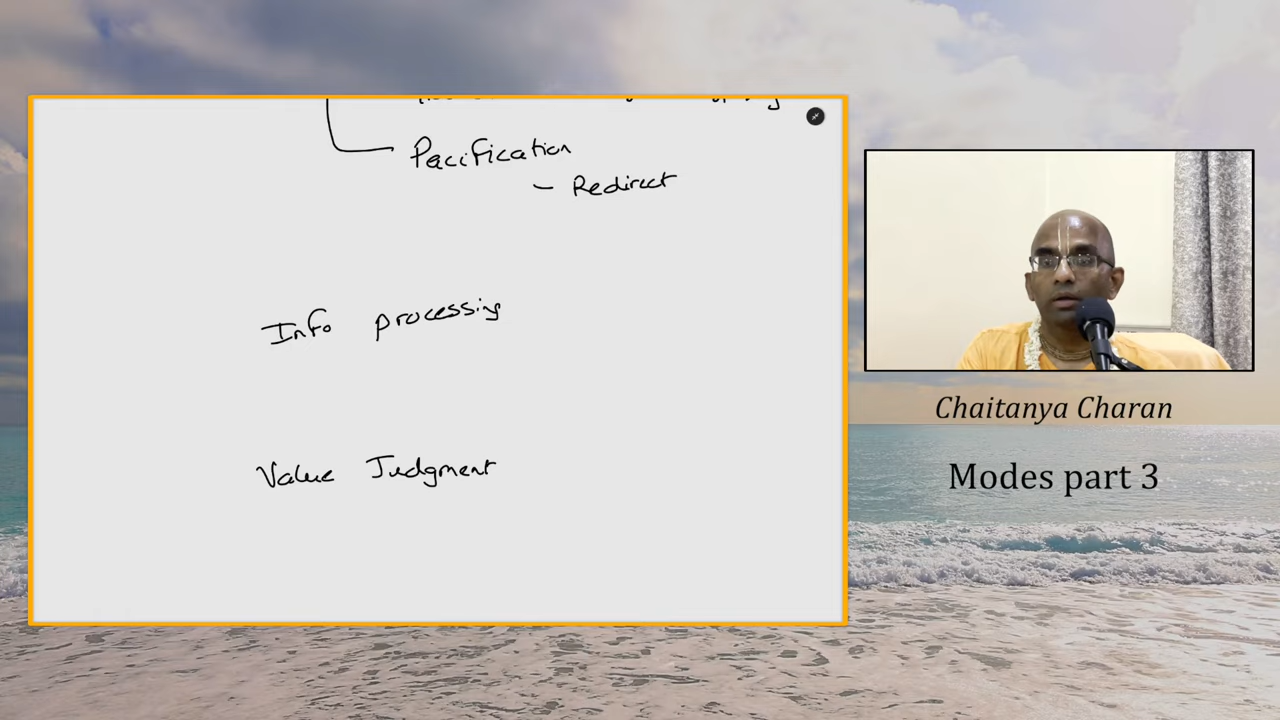 Pacification
– Redirect
Info processing
Value Judgment
Chaitanya Charan
Modes part 3